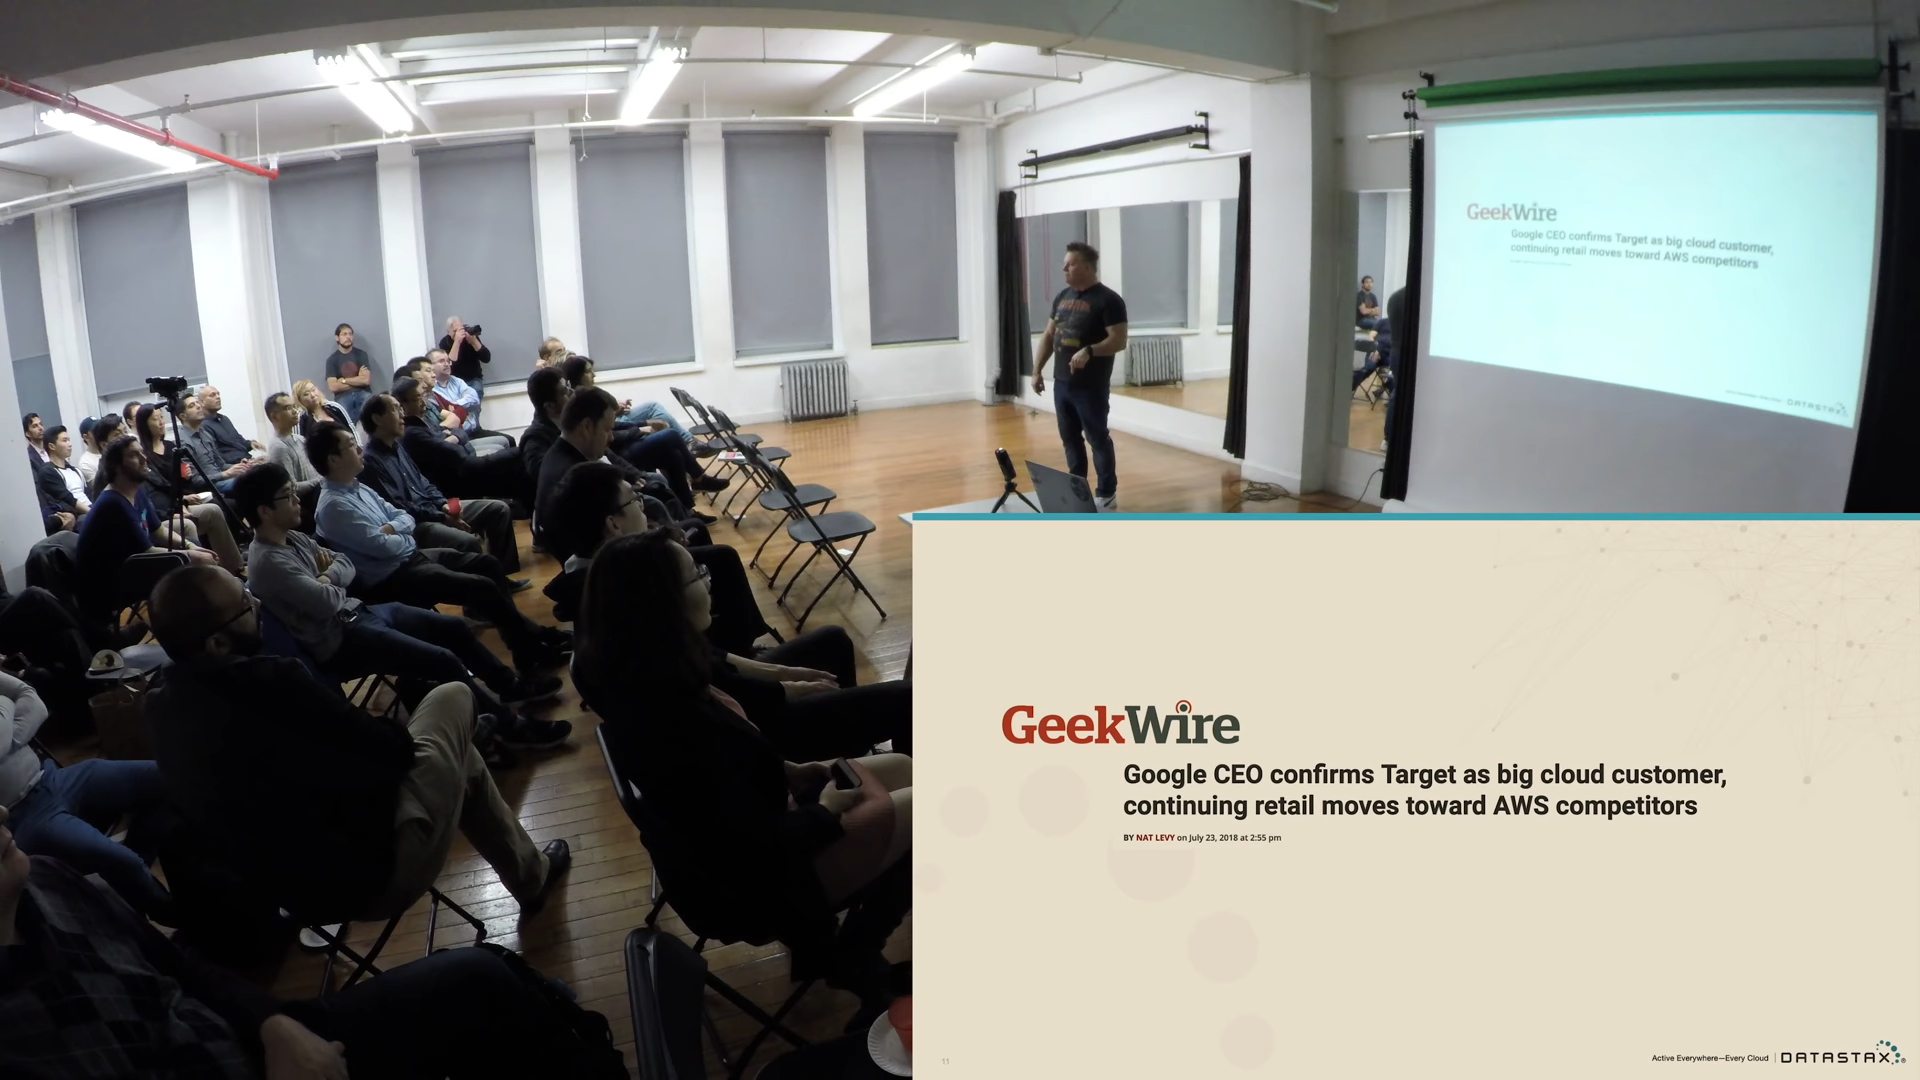 GeekWire
Google CEO confirms Target as big cloud customer,
continuing retail moves toward AWS competitors
DATASTAX
GeekWire
Google CEO confirms Target as big cloud customer,
continuing retail moves toward AWS competitors
BY NAT LEVY on July 23, 2018 at 2:55 pm
11
Active Everywhere—Every Cloud | DATASTAX